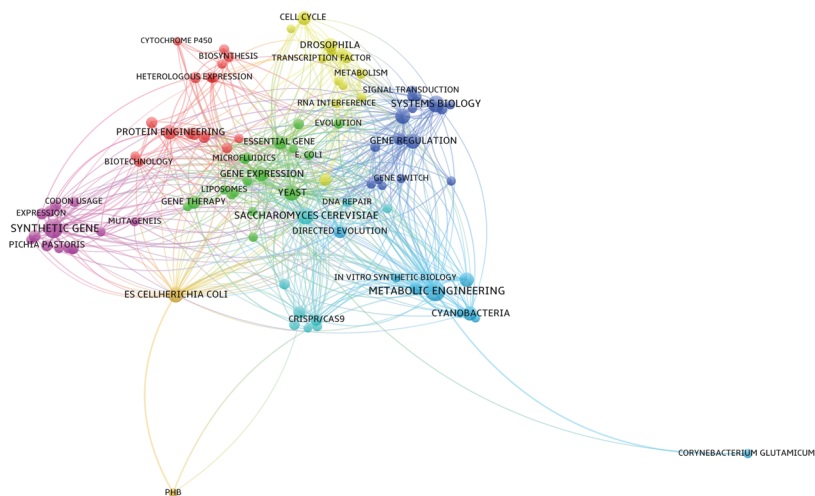 CELL CYCLE
CYTOCHROME P450
DROSOPHILA
BIOSYNTHESIS
TRANSCRIPTION FACTOR
METABOLISM
HETEROLOGOUS EXPRESSION
SIGNAL TRANSDUCTION
RNA INTERFERENCE
SYSTEMS BIOLOGY
EVOLUTION
PROTEIN ENGINEERING
ESSENTIAL GENE
GENE REGULATION
E. COLI
BIOTECHNOLOGY
MICROFLUIDICS
GENE EXPRESSION
GENE SWITCH
LIPOSOMES
YEAST
CODON USAGE
GENE THERAPY
DNA REPAIR
EXPRESSION
MUTAGENEIS
SACCHAROMYCES CEREVISIAE
SYNTHETIC GENE
DIRECTED EVOLUTION
PICHIA PASTORIS
IN VITRO SYNTHETIC BIOLOGY
ES CELLHERICHIA COLI
METABOLIC ENGINEERING
CRISPR/CAS9
CYANOBACTERIA
CORYNEBACTERIUM GLUTAMICUM
PHB